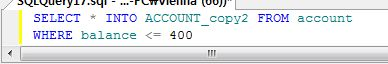 SQLQuery17.sql - ...-PC\vienna (66))*
SELECT * INTO ACCOUNT_copy2 FROM account
WHERE balance <= 400